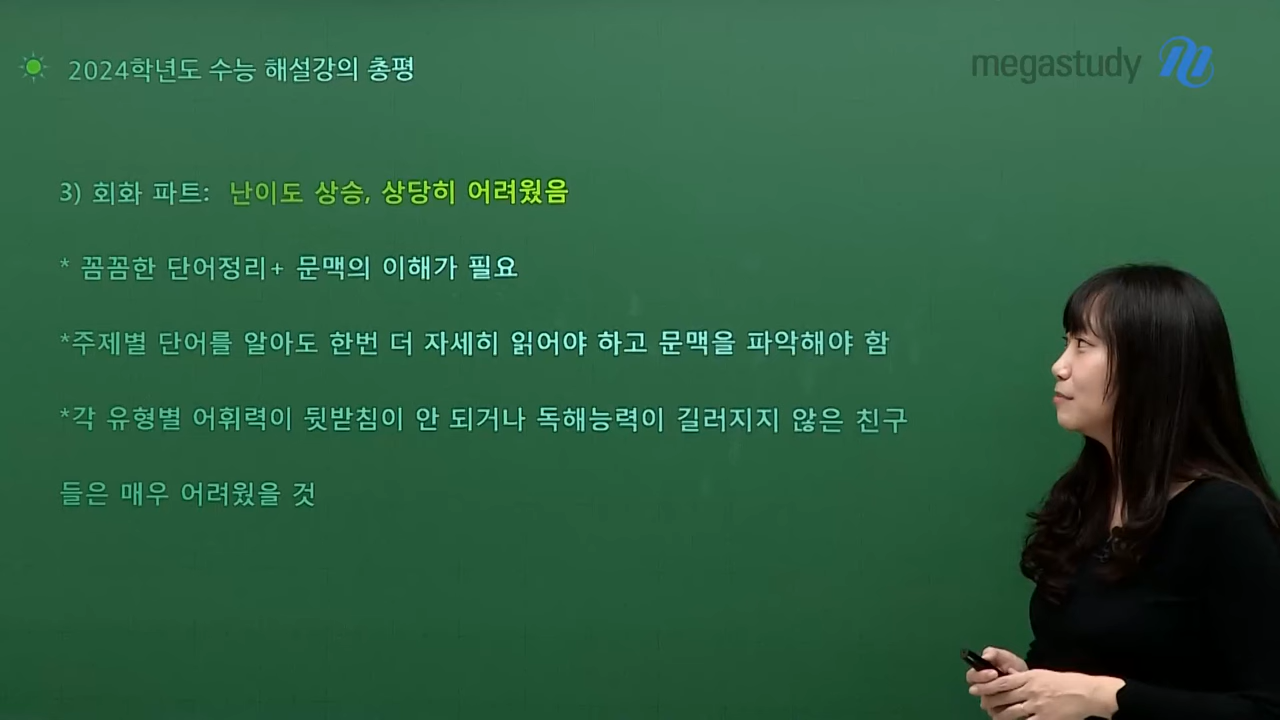 2024학년도 수능 해설강의 총평
megastudy
3) 회화 파트: 난이도 상승, 상당히 어려웠음
* 꼼꼼한 단어정리+ 문맥의 이해가 필요
*주제별 단어를 알아도 한번 더 자세히 읽어야 하고 문맥을 파악해야 함
*각 유형별 어휘력이 뒷받침이 안 되거나 독해능력이 길러지지 않은 친구
들은 매우 어려웠을 것